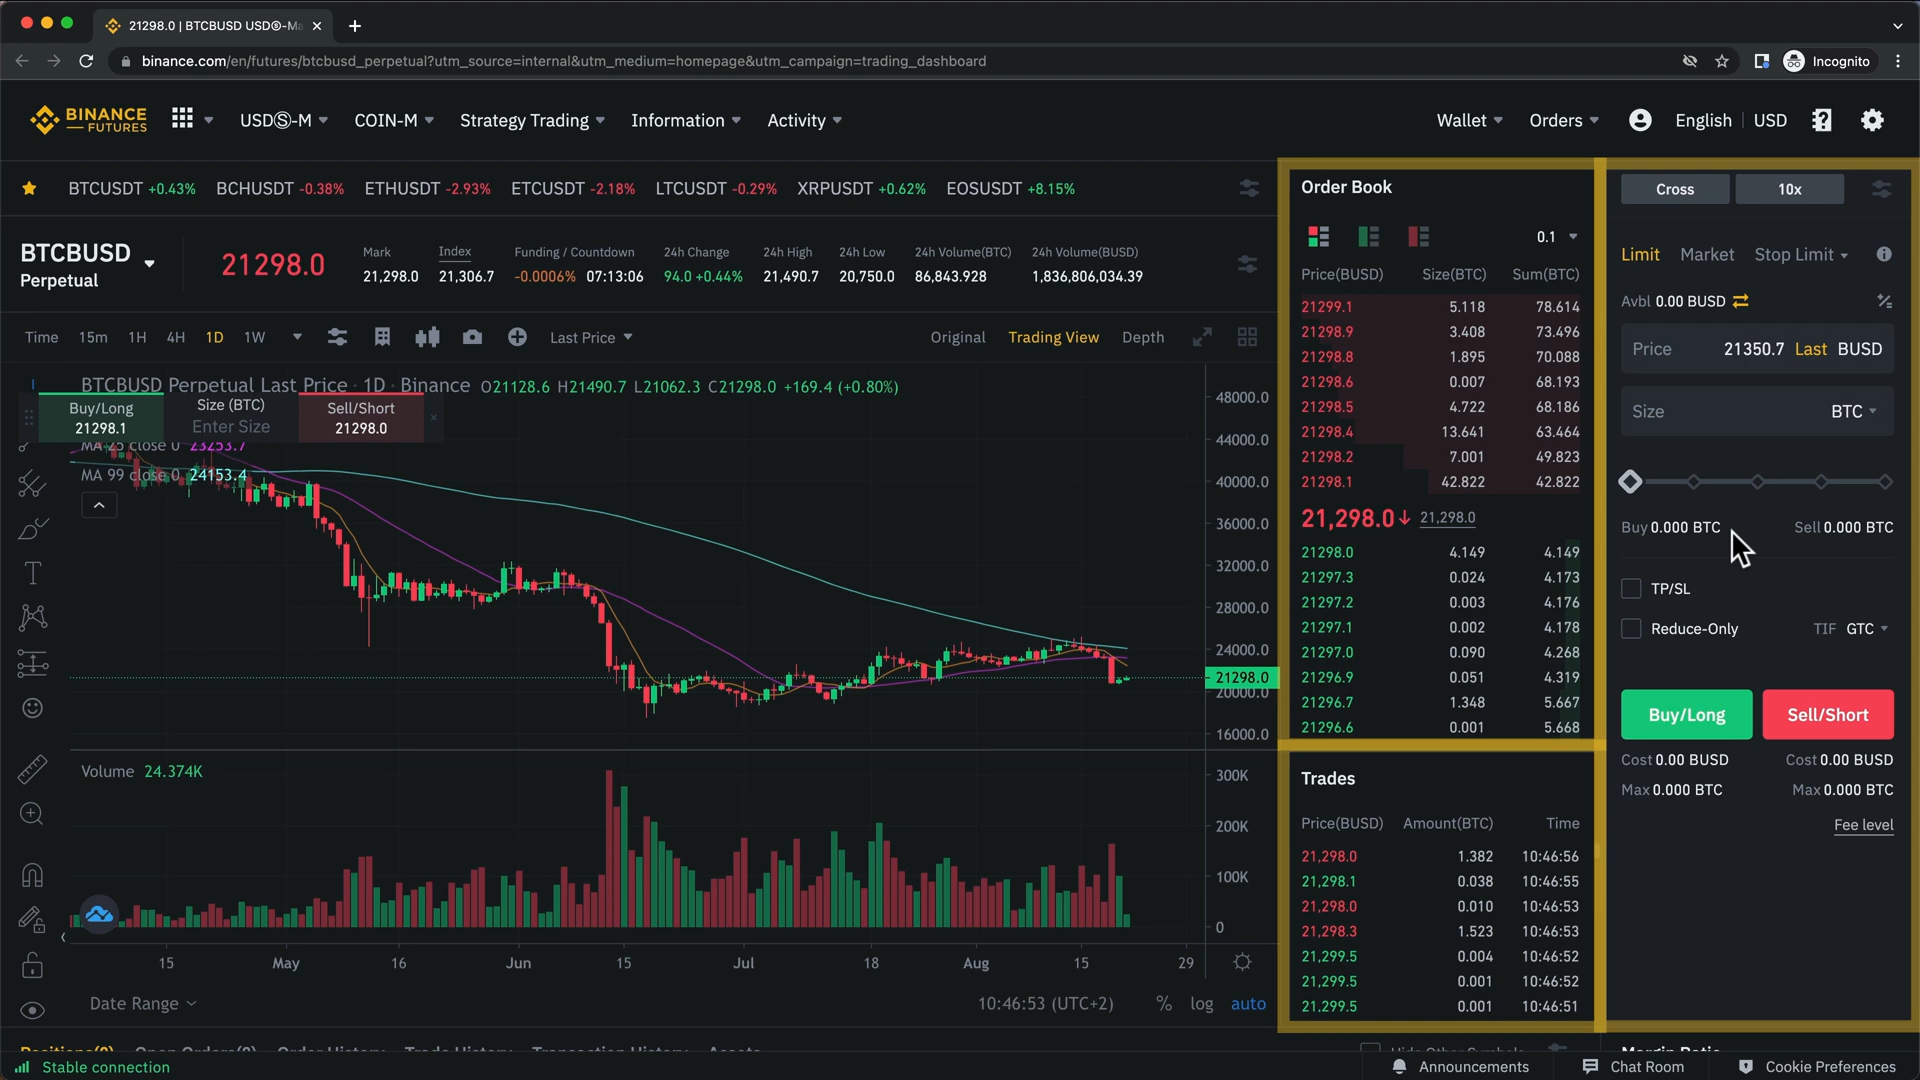 21298.0 | BTCBUSD USDⓈ-Ma
binance.com/en/futures/btcbusd_perpetual?utm_source=internal&utm_medium=homepage&utm_campaign=trading_dashboard
Incognito
BINANCE
FUTURES
USDⓈ-M COIN-M Strategy Trading Information Activity
Wallet Orders English USD
BTCUSDT +0.43% BCHUSDT -0.38% ETHUSDT -2.93% ETCUSDT -2.18% LTCUSDT -0.29% XRPUSDT +0.62% EOSUSDT +8.15%
BTCBUSD
Perpetual
21298.0
Mark Index Funding / Countdown 24h Change 24h High 24h Low 24h Volume(BTC) 24h Volume(BUSD)
21,298.0 21,306.7 -0.0006% 07:13:06 94.0 +0.44% 21,490.7 20,750.0 86,843.928 1,836,806,034.39
Time 15m 1H 4H 1D 1W Last Price Original Trading View Depth
BTCBUSD Perpetual Last Price · 1D · Binance O21128.6 H21490.7 L21062.3 C21298.0 +169.4 (+0.80%)
Buy/Long Size (BTC) Sell/Short
21298.1 Enter Size 21298.0
MA 25 close 0 23253.7
MA 99 close 0 24153.4
48000.0
44000.0
40000.0
36000.0
32000.0
28000.0
24000.0
21298.0
20000.0
16000.0
Volume 24.374K
300K
200K
100K
0
15 May 16 Jun 15 Jul 18 Aug 15 29
Date Range 10:46:53 (UTC+2) % log auto
Order Book
0.1
Price(BUSD) Size(BTC) Sum(BTC)
21299.1 5.118 78.614
21298.9 3.408 73.496
21298.8 1.895 70.088
21298.6 0.007 68.193
21298.5 4.722 68.186
21298.4 13.641 63.464
21298.2 7.001 49.823
21298.1 42.822 42.822
21,298.0↓ 21,298.0
21298.0 4.149 4.149
21297.3 0.024 4.173
21297.2 0.003 4.176
21297.1 0.002 4.178
21297.0 0.090 4.268
21296.9 0.051 4.319
21296.7 1.348 5.667
21296.6 0.001 5.668
Trades
Price(BUSD) Amount(BTC) Time
21,298.0 1.382 10:46:56
21,298.1 0.038 10:46:55
21,298.0 0.010 10:46:53
21,298.3 1.523 10:46:53
21,299.5 0.004 10:46:52
21,299.5 0.001 10:46:52
21,299.5 0.001 10:46:51
Cross 10x
Limit Market Stop Limit
Avbl 0.00 BUSD
Price 21350.7 Last BUSD
Size BTC
Buy 0.000 BTC Sell 0.000 BTC
TP/SL
Reduce-Only TIF GTC
Buy/Long Sell/Short
Cost 0.00 BUSD Cost 0.00 BUSD
Max 0.000 BTC Max 0.000 BTC
Fee level
Order History Trade History Transaction History Assets Hide Other Symbols Margin Ratio
Stable connection Announcements Chat Room Cookie Preferences